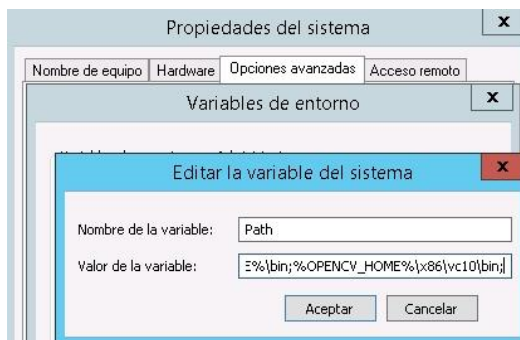 Propiedades del sistema
x
Nombre de equipo Hardware Opciones avanzadas Acceso remoto
Variables de entorno
x
Editar la variable del sistema
x
Nombre de la variable: Path
Valor de la variable: E%\bin;%OPENCV_HOME%\x86\vc10\bin;
Aceptar Cancelar